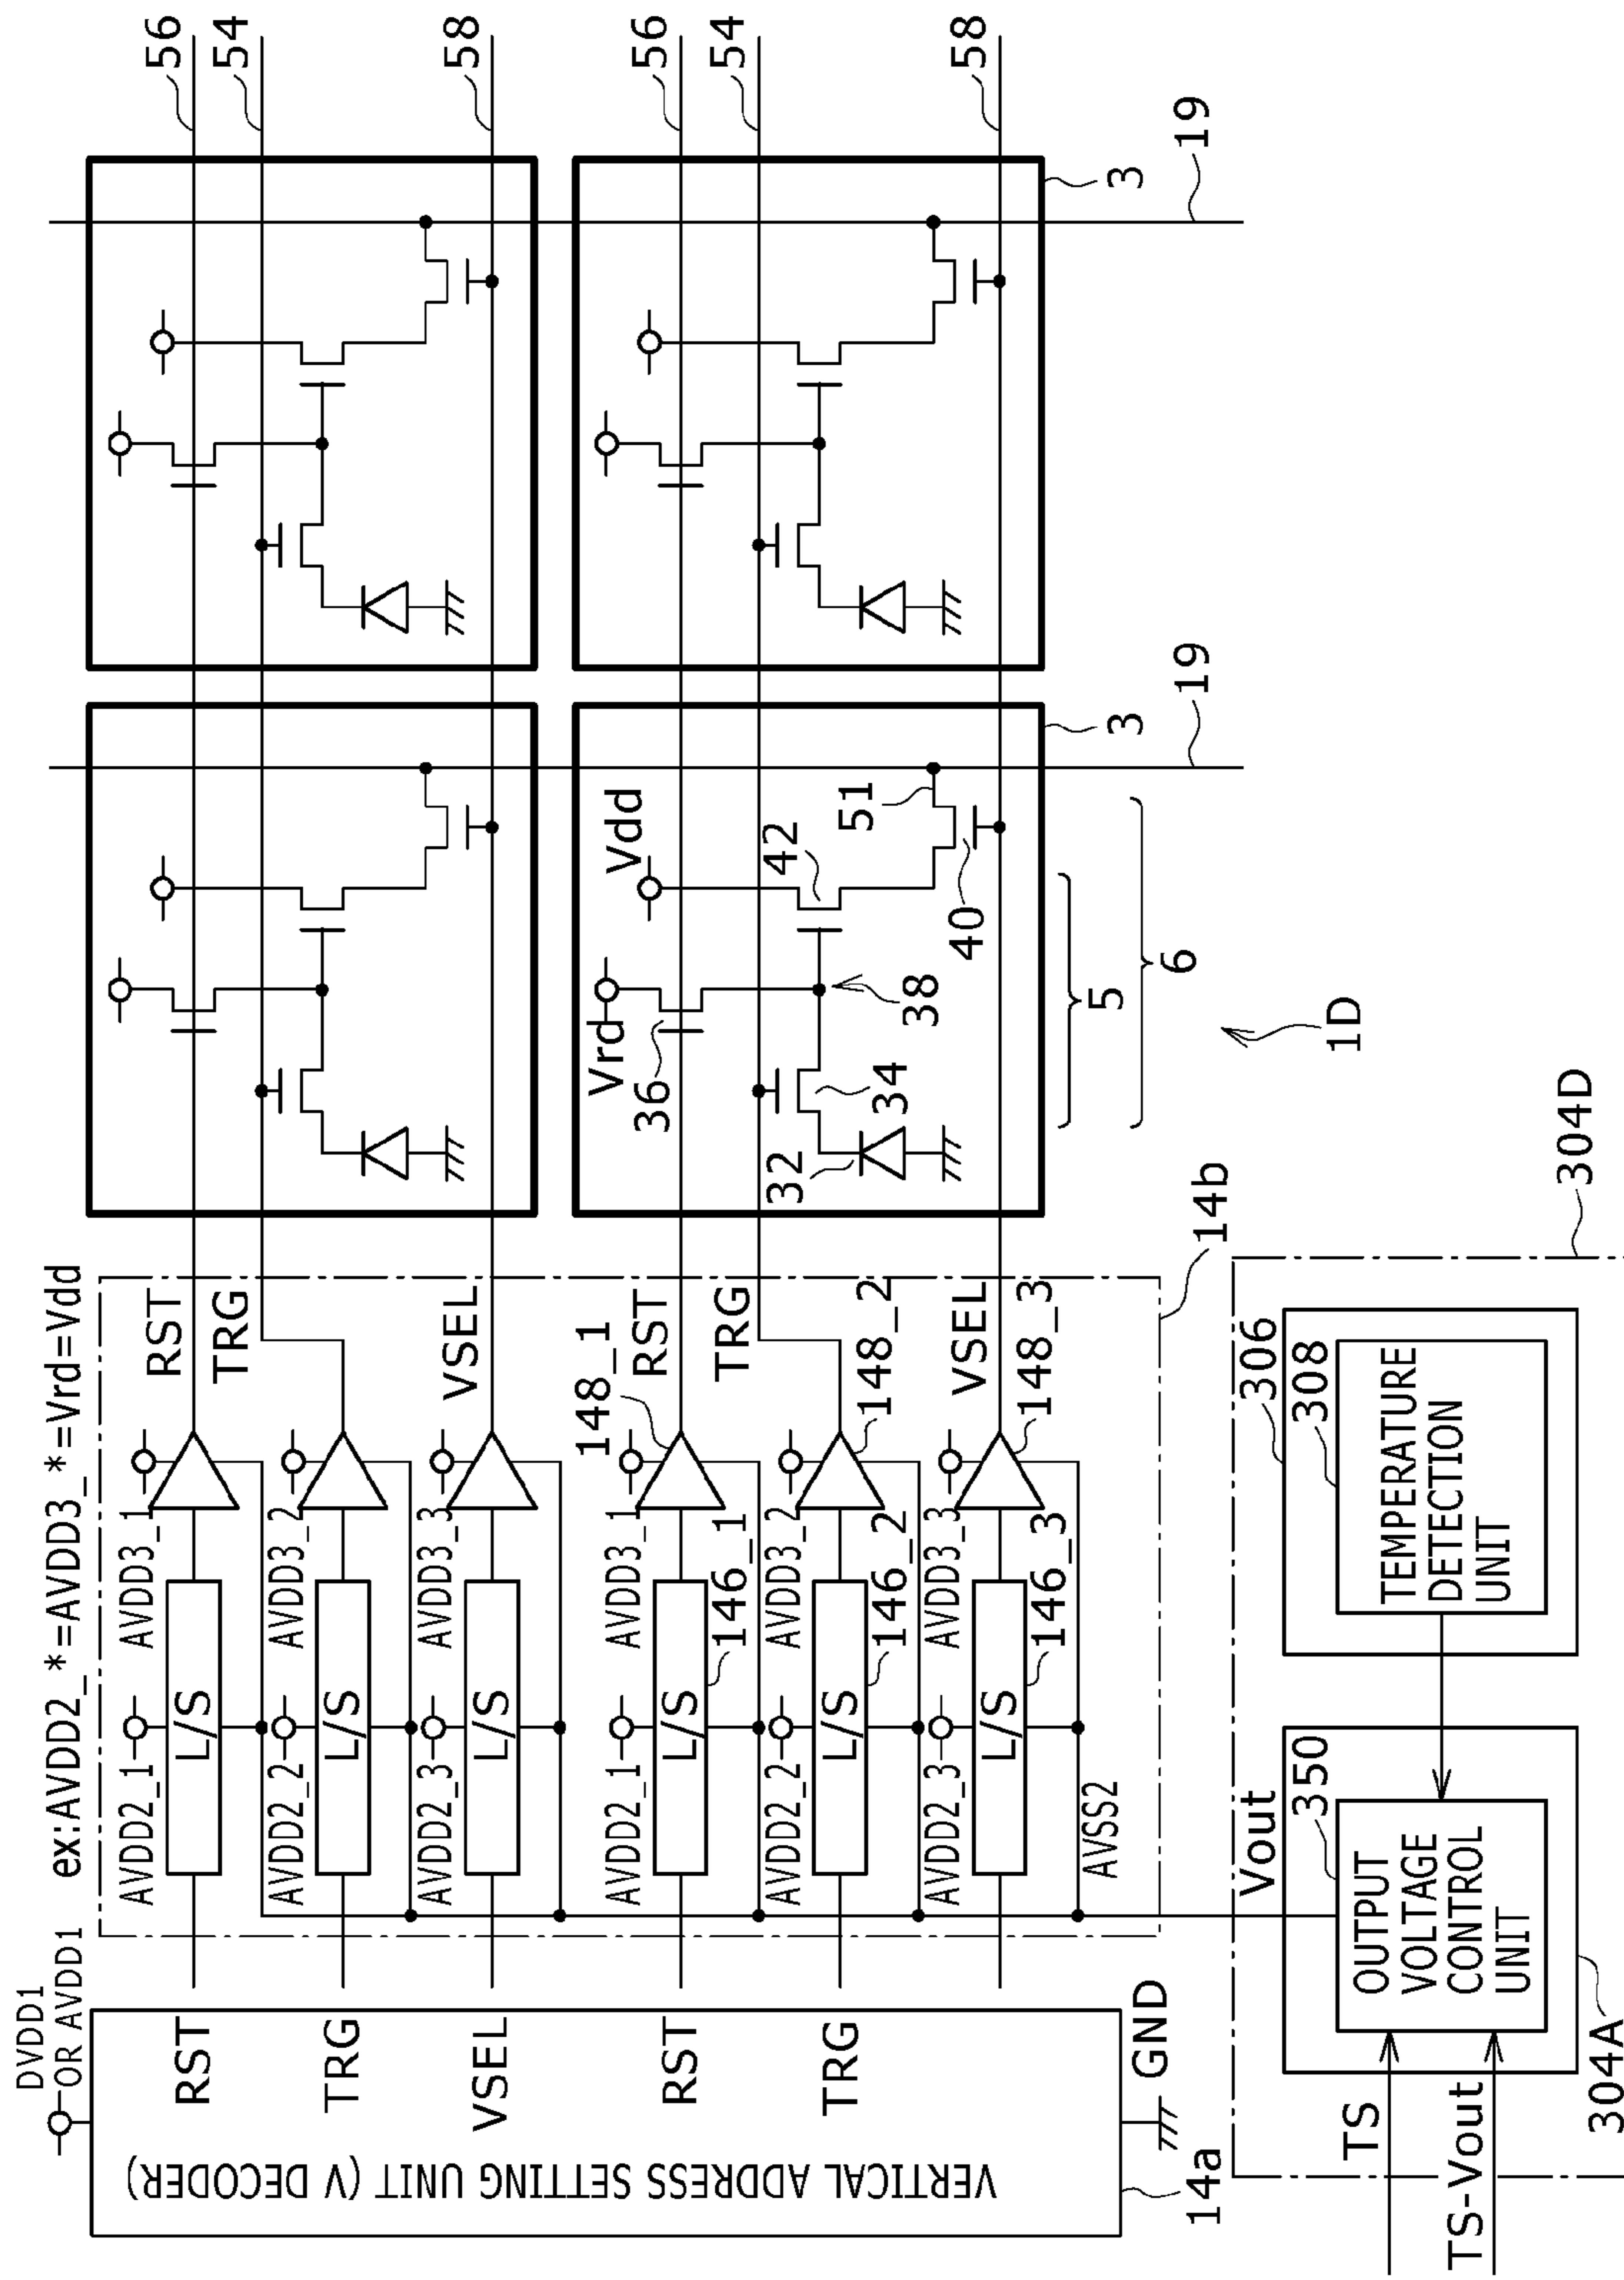 DVDD1
OR AVDD1
ex:AVDD2_*=AVDD3_*=Vrd=Vdd
VERTICAL ADDRESS SETTING UNIT (V DECODER)
RST
TRG
VSEL
RST
TRG
GND
14a
AVDD2_1
L/S
AVDD3_1
RST
56
AVDD2_2
L/S
AVDD3_2
TRG
54
AVDD2_3
L/S
AVDD3_3
VSEL
58
AVDD2_1
L/S
AVDD3_1
146_1
148_1
RST
56
AVDD2_2
L/S
AVDD3_2
146_2
148_2
TRG
54
AVDD2_3
L/S
AVDD3_3
146_3
148_3
VSEL
58
AVSS2
14b
Vrd
Vdd
36
42
32
34
38
51
40
5
6
3
3
19
19
1D
Vout
TS
TS-Vout
350
OUTPUT
VOLTAGE
CONTROL
UNIT
304A
306
308
TEMPERATURE
DETECTION
UNIT
304D